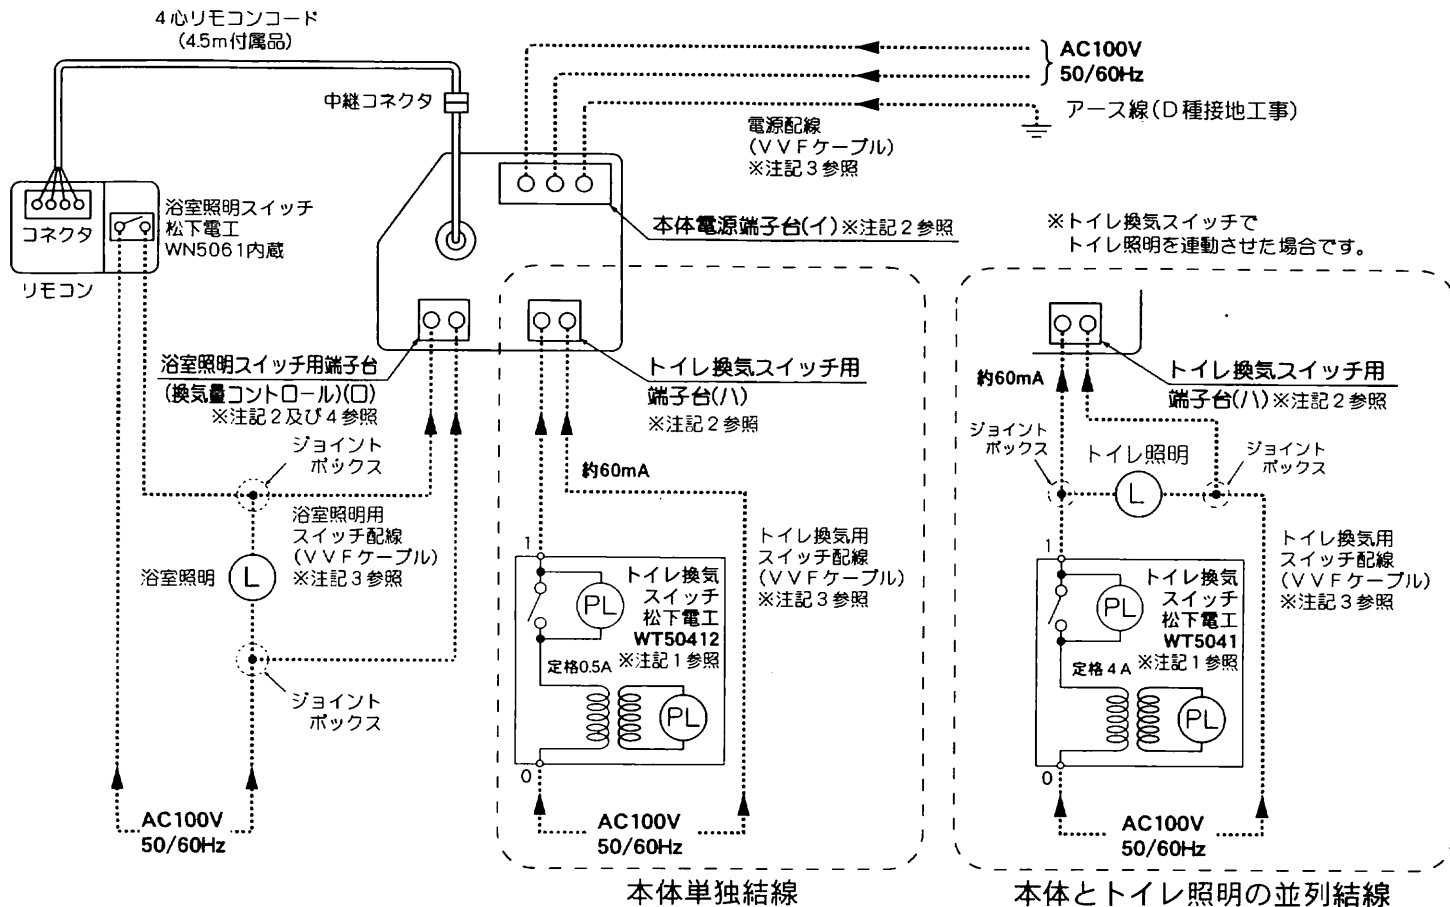 4心リモコンコード
(4.5m付属品)
中継コネクタ
AC100V
50/60Hz
アース線(D種接地工事)
電源配線
(VVFケーブル)
※注記3参照
コネクタ
リモコン
浴室照明スイッチ
松下電工
WN5061内蔵
本体電源端子台(イ)※注記2参照
※トイレ換気スイッチで
トイレ照明を連動させた場合です。
浴室照明スイッチ用端子台
(換気量コントロール)(ロ)
※注記2及び4参照
トイレ換気スイッチ用
端子台(ハ)
※注記2参照
ジョイント
ボックス
浴室照明用
スイッチ配線
(VVFケーブル)
※注記3参照
浴室照明
L
ジョイント
ボックス
AC100V
50/60Hz
約60mA
トイレ換気用
スイッチ配線
(VVFケーブル)
※注記3参照
1
PL
トイレ換気
スイッチ
松下電工
WT50412
※注記1参照
定格0.5A
PL
0
AC100V
50/60Hz
本体単独結線
トイレ換気スイッチ用
端子台(ハ)※注記2参照
約60mA
ジョイント
ボックス
トイレ照明
L
ジョイント
ボックス
トイレ換気用
スイッチ配線
(VVFケーブル)
※注記3参照
1
PL
トイレ換気
スイッチ
松下電工
WT5041
※注記1参照
定格4A
PL
0
AC100V
50/60Hz
本体とトイレ照明の並列結線